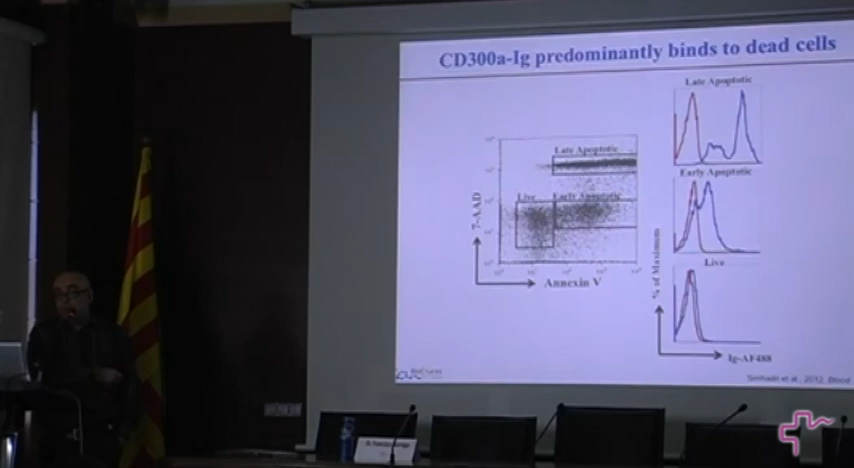 CD300a-Ig predominantly binds to dead cells
Late Apoptotic
Late Apoptotic
Live
Early Apoptotic
7-AAD
Annexin V
Early Apoptotic
Live
% of Maximum
Ig-AF488
Simhadri et al., 2012, Blood